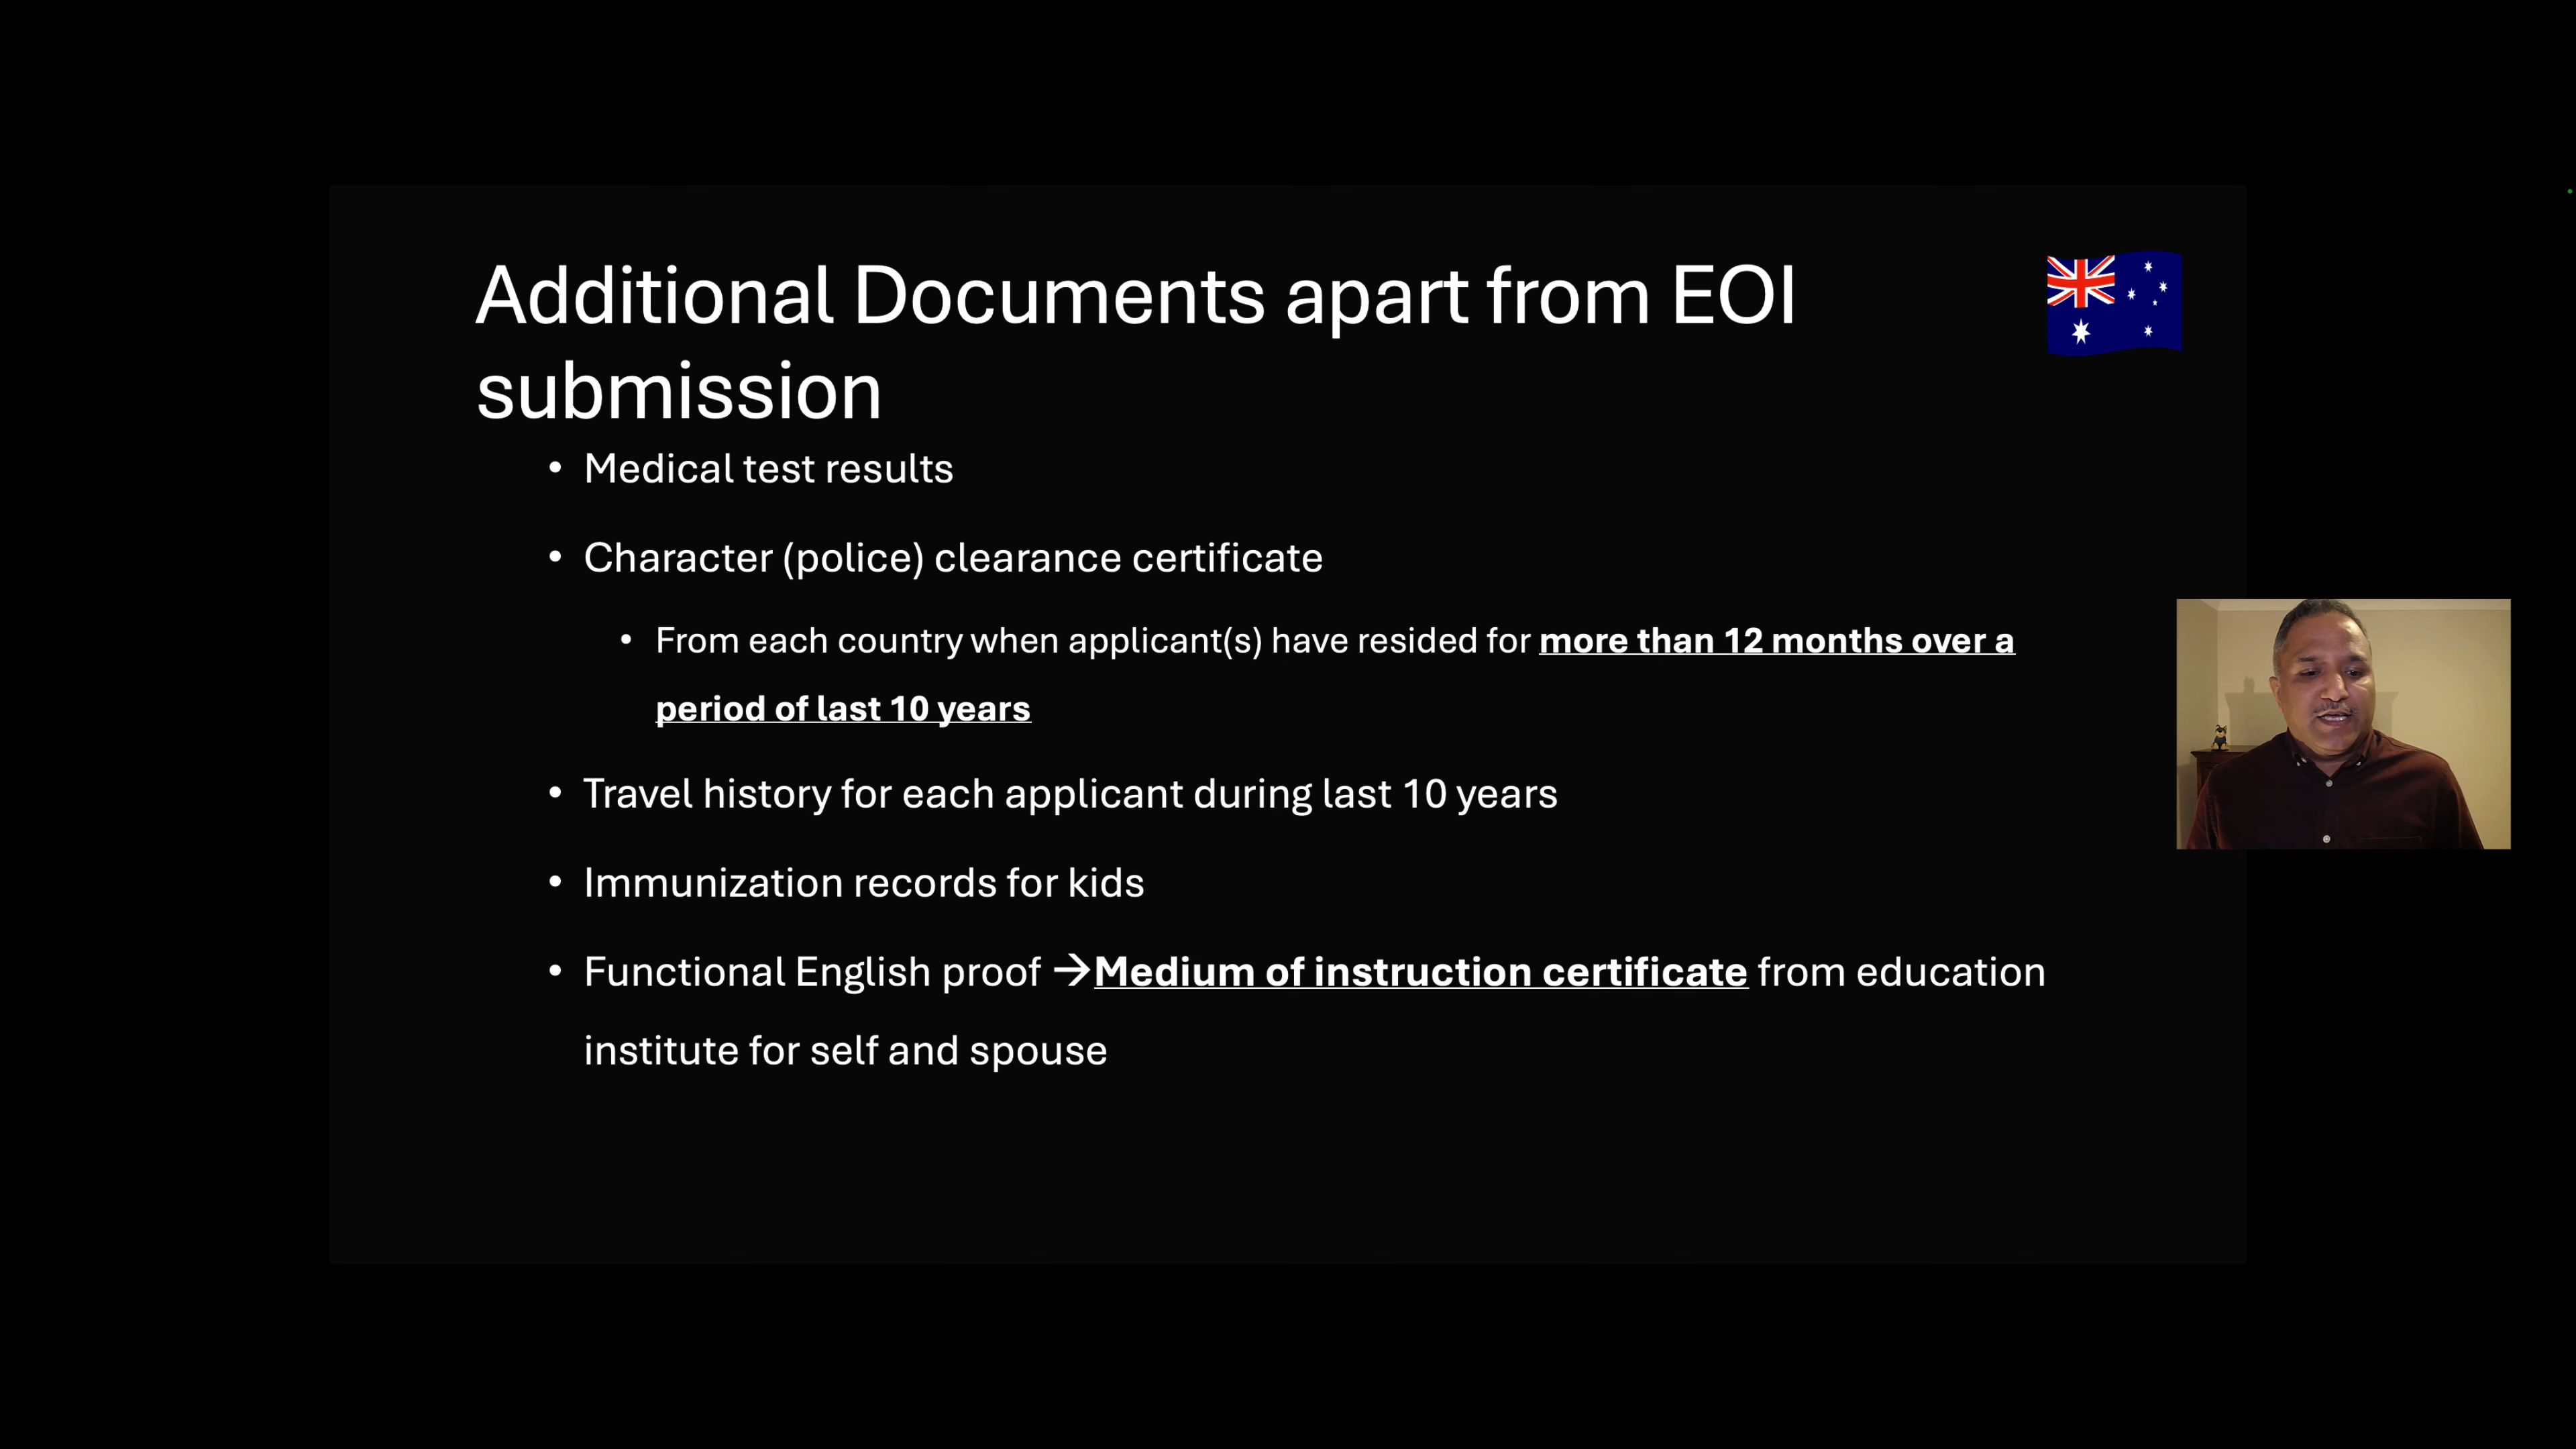 Additional Documents apart from EOI
submission
• Medical test results
• Character (police) clearance certificate
• From each country when applicant(s) have resided for more than 12 months over a
period of last 10 years
• Travel history for each applicant during last 10 years
• Immunization records for kids
• Functional English proof →Medium of instruction certificate from education
institute for self and spouse